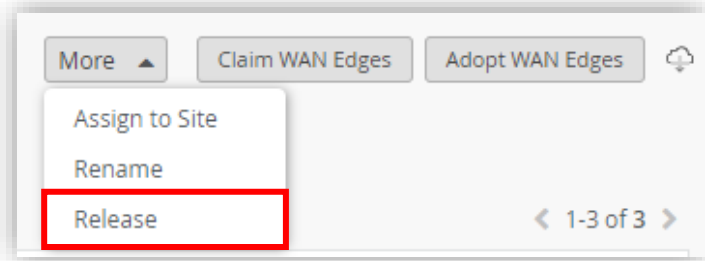 More Claim WAN Edges Adopt WAN Edges
Assign to Site
Rename
Release
1-3 of 3